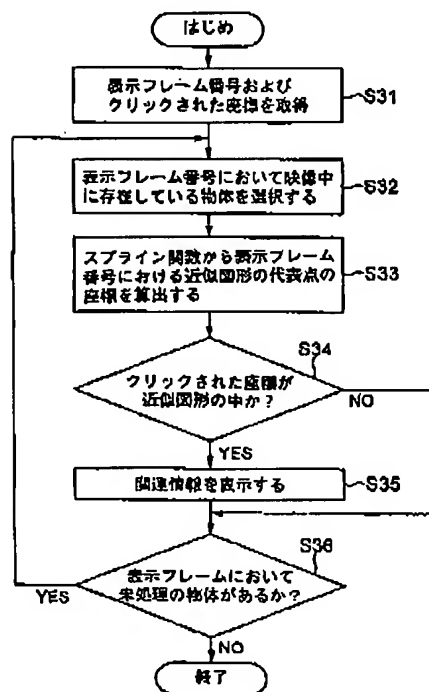 はじめ
表示フレーム番号および
クリックされた座標を取得
S31
表示フレーム番号において映像中
に存在している物体を選択する
S32
スプライン関数から表示フレーム
番号における近似図形の代表点の
座標を算出する
S33
S34
クリックされた座標が
近似図形の中か?
NO
YES
関連情報を表示する
S35
S36
表示フレームにおいて
未処理の物体があるか?
YES
NO
終了